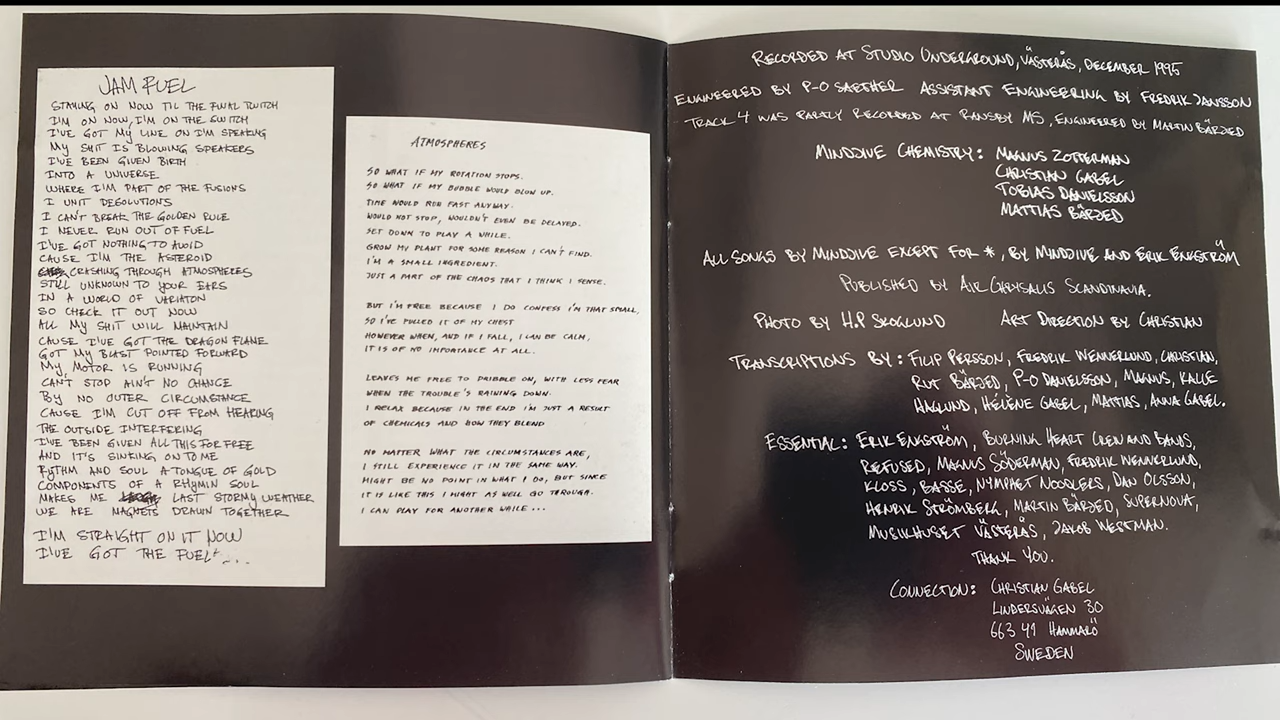 JAM FUEL
STAYING ON NOW TIL THE FINAL TWITCH
I'M ON NOW, I'M ON THE SWITCH
I'VE GOT MY LINE ON I'M SPEAKING
MY SHIT IS BLOWING SPEAKERS
I'VE BEEN GIVEN BIRTH
INTO A UNIVERSE
WHERE I'M PART OF THE FUSIONS
I UNIT DESOLUTIONS
I CAN'T BREAK THE GOLDEN RULE
I NEVER RUN OUT OF FUEL
I'VE GOT NOTHING TO AVOID
CAUSE I'M THE ASTEROID
CRASHING THROUGH ATMOSPHERES
STILL UNKNOWN TO YOUR EARS
IN A WORLD OF VARIATON
SO CHECK IT OUT NOW
ALL MY SHIT WILL MAINTAIN
CAUSE I'VE GOT THE DRAGON FLAME
GOT MY BLAST POINTED FORWARD
MY MOTOR IS RUNNING
CAN'T STOP AIN'T NO CHANCE
BY NO OUTER CIRCUMSTANCE
CAUSE I'M CUT OFF FROM HEARING
THE OUTSIDE INTERFERING
I'VE BEEN GIVEN ALL THIS FOR FREE
AND IT'S SINKING ON TO ME
RYTHM AND SOUL A TONGUE OF GOLD
COMPONENTS OF A RHYMIN SOUL
MAKES ME LAST STORMY WEATHER
WE ARE MAGNETS DRAWN TOGETHER
I'M STRAIGHT ON IT NOW
I'VE GOT THE FUEL...
ATMOSPHERES
SO WHAT IF MY ROTATION STOPS.
SO WHAT IF MY BUBBLE WOULD BLOW UP.
TIME WOULD RUN FAST ANYWAY.
WOULD NOT STOP, WOULDN'T EVEN BE DELAYED.
SET DOWN TO PLAY A WHILE.
GROW MY PLANT FOR SOME REASON I CAN'T FIND.
I'M A SMALL INGREDIENT.
JUST A PART OF THE CHAOS THAT I THINK I SENSE.
BUT I'M FREE BECAUSE I DO CONFESS I'M THAT SMALL,
SO I'VE PULLED IT OF MY CHEST
HOWEVER WHEN, AND IF I FALL, I CAN BE CALM,
IT IS OF NO IMPORTANCE AT ALL.
LEAVES ME FREE TO DRIBBLE ON, WITH LESS FEAR
WHEN THE TROUBLE'S RAINING DOWN.
I RELAX BECAUSE IN THE END I'M JUST A RESULT
OF CHEMICALS AND HOW THEY BLEND
NO MATTER WHAT THE CIRCUMSTANCES ARE,
I STILL EXPERIENCE IT IN THE SAME WAY.
MIGHT BE NO POINT IN WHAT I DO, BUT SINCE
IT IS LIKE THIS I MIGHT AS WELL GO THROUGH.
I CAN PLAY FOR ANOTHER WHILE...
RECORDED AT STUDIO UNDERGROUND, VÄSTERÅS, DECEMBER 1995
ENGINEERED BY P-O SAETHER ASSISTANT ENGINEERING BY FREDRIK JANSSON
TRACK 4 WAS PARTLY RECORDED AT RANSBY MS, ENGINEERED BY MARTIN BÄRJED
MINDJIVE CHEMISTRY: MAGNUS ZOTTERMAN
CHRISTIAN GABEL
TOBIAS DANIELSSON
MATTIAS BÄRJED
ALL SONGS BY MINDJIVE EXCEPT FOR *, BY MINDJIVE AND ERIK ENGSTRÖM
PUBLISHED BY AIR CHRYSALIS SCANDINAVIA.
PHOTO BY H.P SKOGLUND ART DIRECTION BY CHRISTIAN
TRANSCRIPTIONS BY: FILIP PERSSON, FREDRIK WENNERLUND, CHRISTIAN,
RUT BÄRJED, P-O DANIELSSON, MAGNUS, KALLE
HAGLUND, HÉLÈNE GABEL, MATTIAS, ANNA GABEL.
ESSENTIAL: ERIK ENGSTRÖM, BURNING HEART CREW AND BANDS,
REFUSED, MAGNUS SÖDERMAN, FREDRIK WENNERLUND,
KLOSS, BASSE, NYMPAET NOODLERS, DAN OLSSON,
HENRIK STRÖMBERG, MARTIN BÄRJED, SUPERNOVA,
MUSIKHUSET VÄSTERÅS, JAKOB WESTMAN.
THANK YOU.
CONNECTION: CHRISTIAN GABEL
LINDERSVÄGEN 30
663 41 HAMMARÖ
SWEDEN